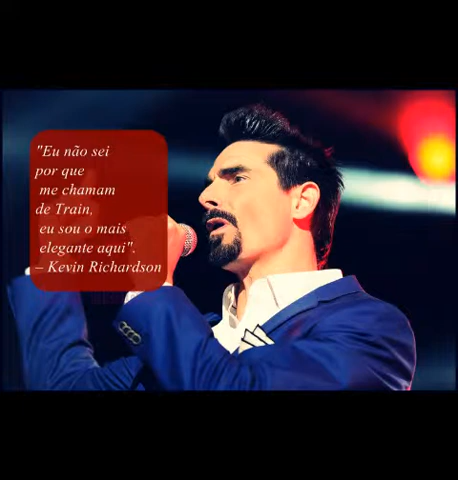 "Eu não sei
por que
me chamam
de Train,
eu sou o mais
elegante aqui".
– Kevin Richardson